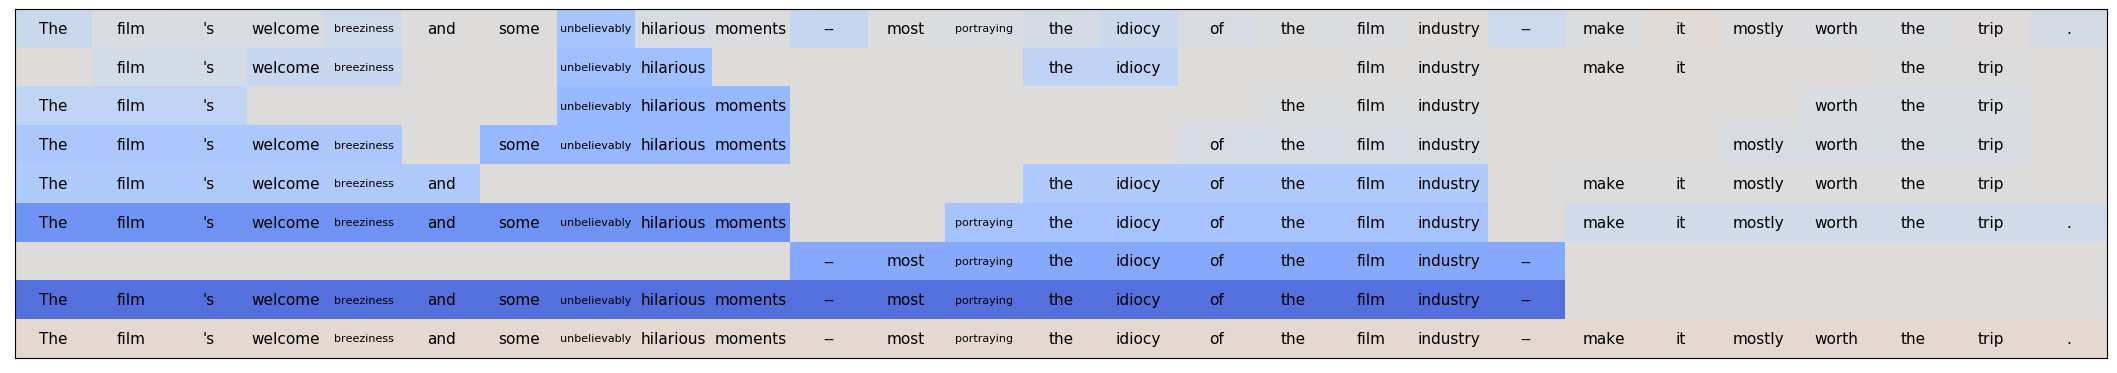 The film 's welcome breeziness and some unbelievably hilarious moments -- most portraying the idiocy of the film industry -- make it mostly worth the trip .
film 's welcome breeziness unbelievably hilarious the idiocy film industry make it the trip
The film 's unbelievably hilarious moments the film industry worth the trip
The film 's welcome breeziness some unbelievably hilarious moments of the film industry mostly worth the trip
The film 's welcome breeziness and the idiocy of the film industry make it mostly worth the trip
The film 's welcome breeziness and some unbelievably hilarious moments portraying the idiocy of the film industry make it mostly worth the trip .
-- most portraying the idiocy of the film industry --
The film 's welcome breeziness and some unbelievably hilarious moments -- most portraying the idiocy of the film industry --
The film 's welcome breeziness and some unbelievably hilarious moments -- most portraying the idiocy of the film industry -- make it mostly worth the trip .